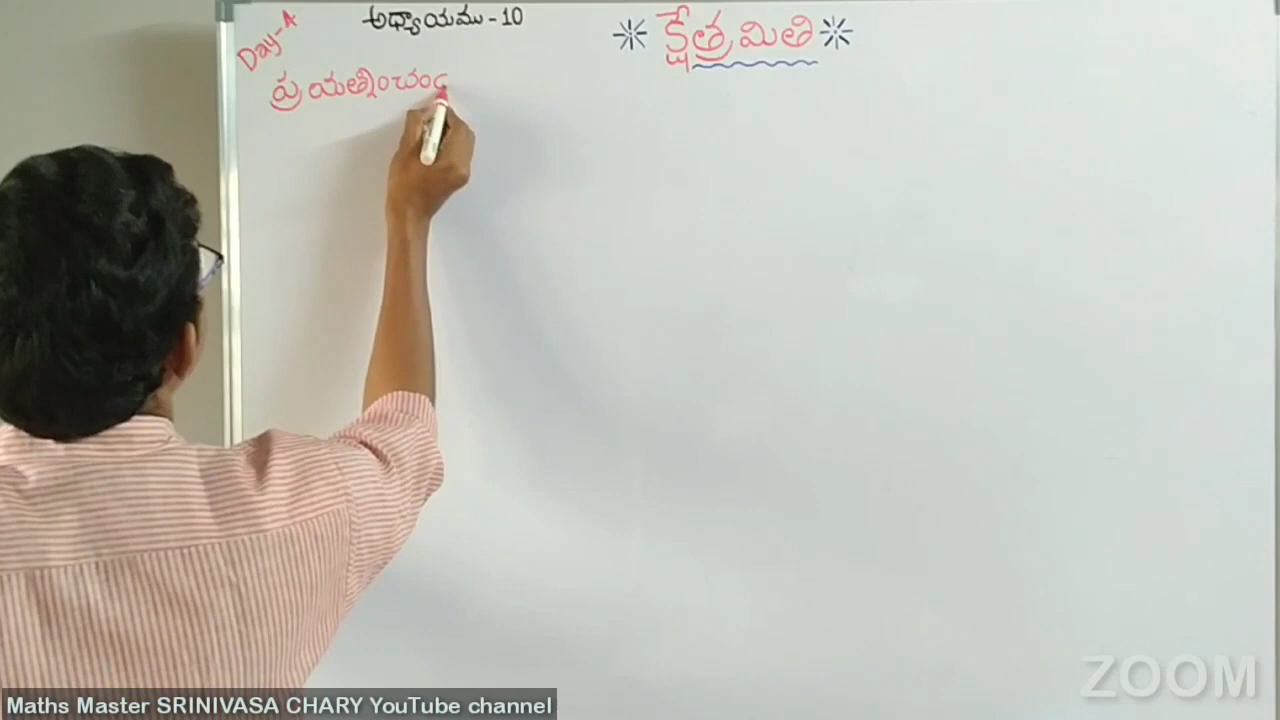 అధ్యాయము - 10
* క్షేత్రమితి *
Day-4
ప్రయత్నించం
ZOOM
Maths Master SRINIVASA CHARY YouTube channel